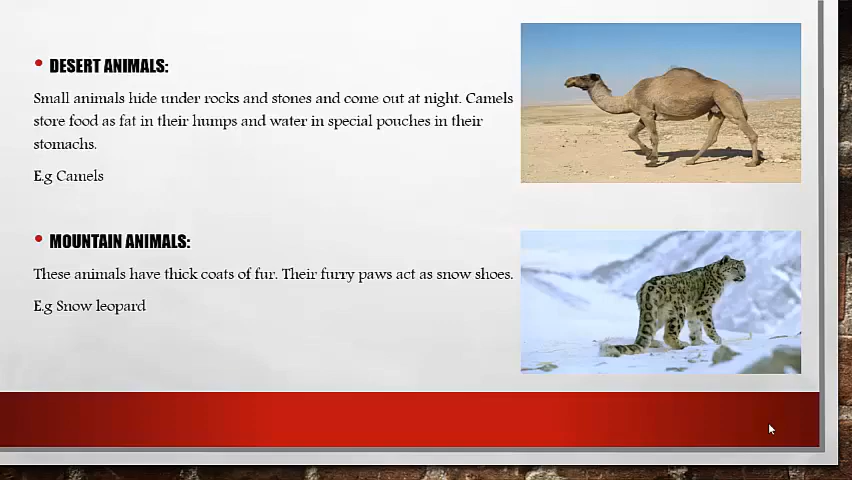 DESERT ANIMALS:
Small animals hide under rocks and stones and come out at night. Camels
store food as fat in their humps and water in special pouches in their
stomachs.
E.g Camels
MOUNTAIN ANIMALS:
These animals have thick coats of fur. Their furry paws act as snow shoes.
E.g Snow leopard